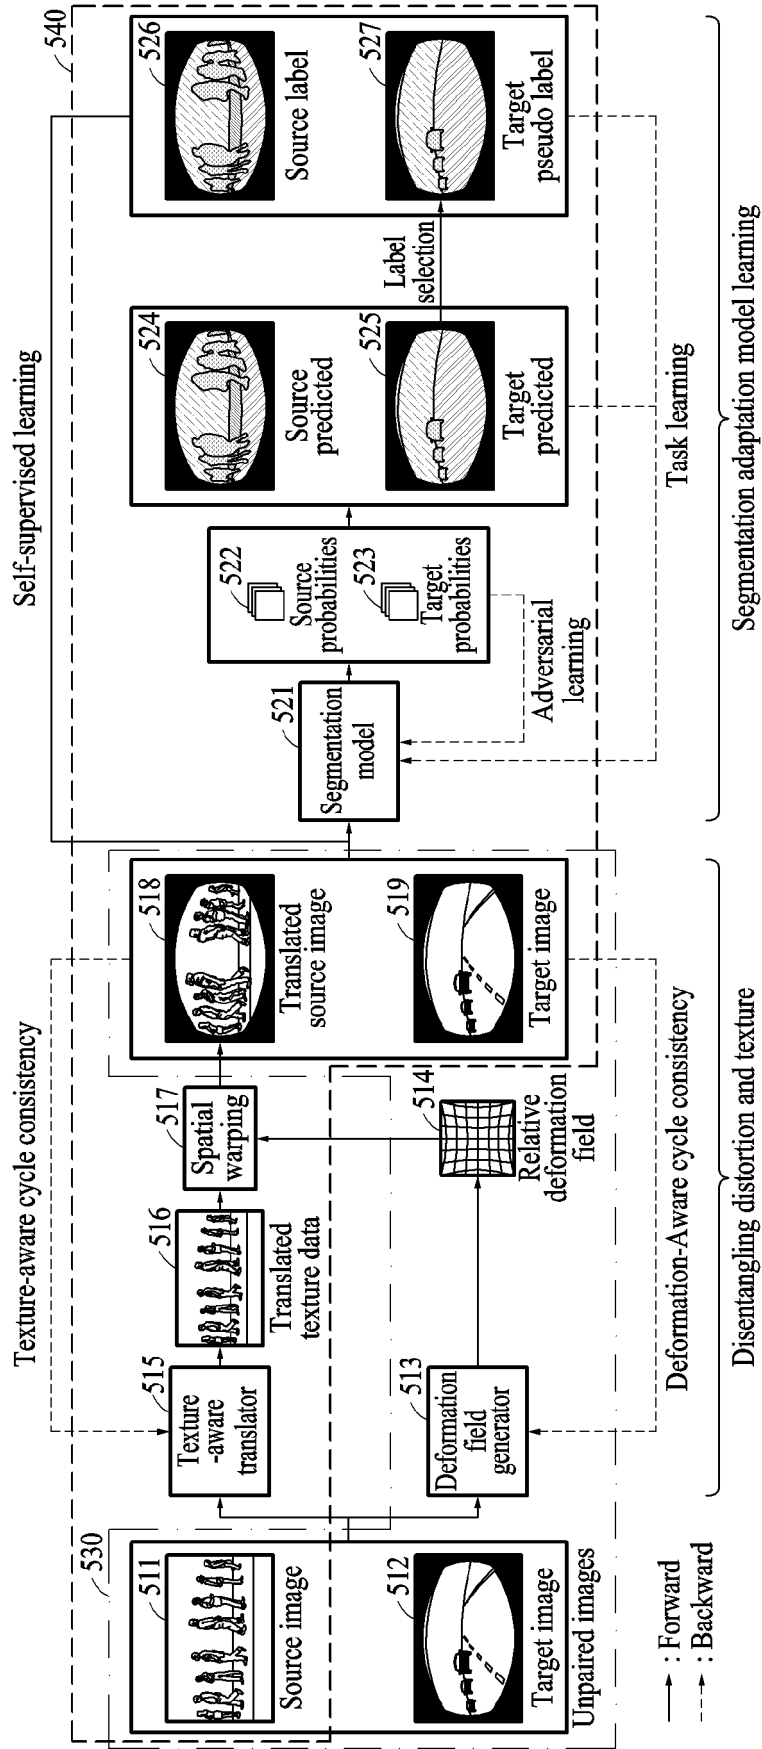 Self-supervised learning
540
Texture-aware cycle consistency
530
511
Source image
512
Target image
Unpaired images
515
Texture
-aware
translator
516
Translated
texture data
517
Spatial
warping
513
Deformation
field
generator
514
Relative
deformation
field
518
Translated
source image
519
Target image
521
Segmentation
model
522
Source
probabilities
523
Target
probabilities
Adversarial
learning
524
Source
predicted
525
Target
predicted
Label
selection
526
Source label
527
Target
pseudo label
Deformation-Aware cycle consistency
Task learning
Disentangling distortion and texture
Segmentation adaptation model learning
: Forward
: Backward